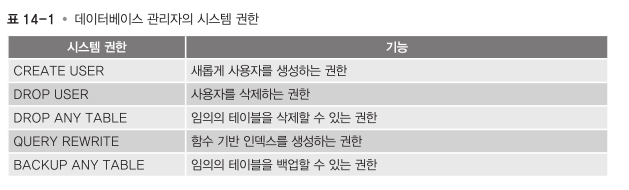 표 14-1 • 데이터베이스 관리자의 시스템 권한
시스템 권한 기능
CREATE USER 새롭게 사용자를 생성하는 권한
DROP USER 사용자를 삭제하는 권한
DROP ANY TABLE 임의의 테이블을 삭제할 수 있는 권한
QUERY REWRITE 함수 기반 인덱스를 생성하는 권한
BACKUP ANY TABLE 임의의 테이블을 백업할 수 있는 권한